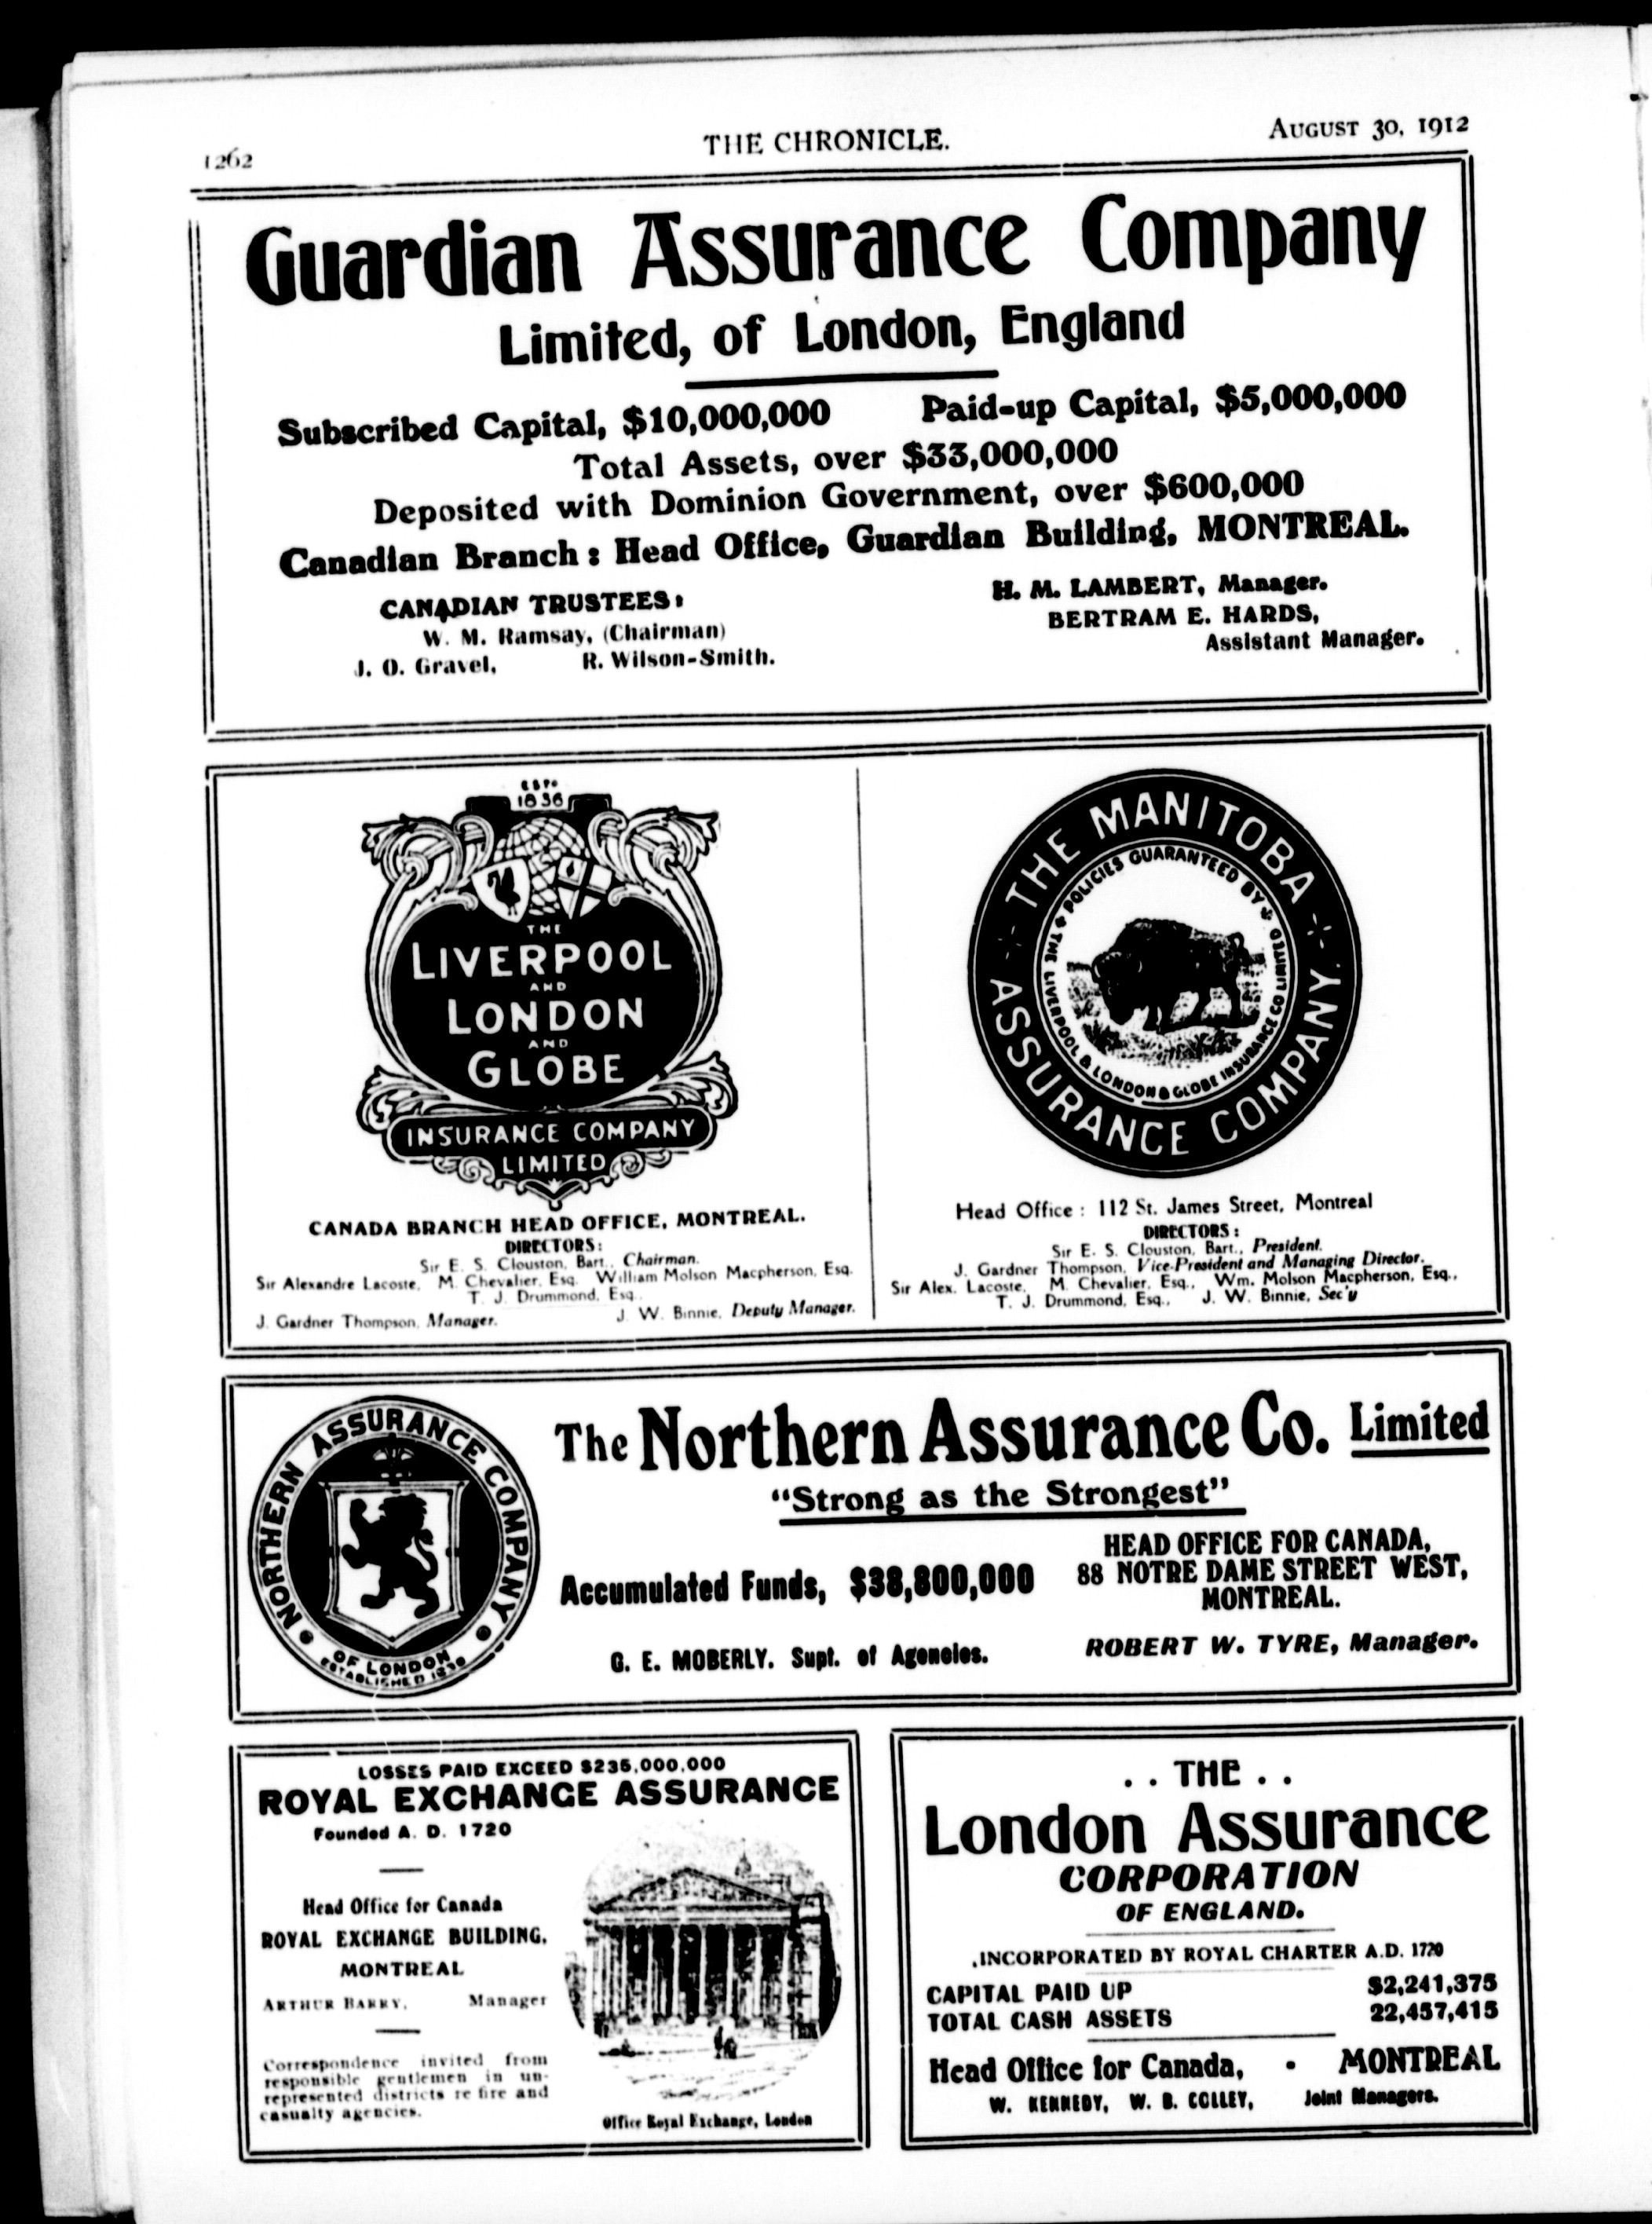 1262
THE CHRONICLE.
AUGUST 30, 1912
Guardian Assurance Company
Limited, of London, England
Subscribed Capital, $10,000,000 Paid-up Capital, $5,000,000
Total Assets, over $33,000,000
Deposited with Dominion Government, over $600,000
Canadian Branch: Head Office, Guardian Building, MONTREAL.
CANADIAN TRUSTEES:
W. M. Ramsay, (Chairman)
J. O. Gravel, R. Wilson-Smith.
H. M. LAMBERT, Manager.
BERTRAM E. HARDS,
Assistant Manager.
ESTD
1836
THE
LIVERPOOL
AND
LONDON
AND
GLOBE
INSURANCE COMPANY
LIMITED
CANADA BRANCH HEAD OFFICE, MONTREAL.
DIRECTORS:
Sir E. S. Clouston, Bart., Chairman.
Sir Alexandre Lacoste, M. Chevalier, Esq. William Molson Macpherson, Esq.
T. J. Drummond, Esq.
J. Gardner Thompson, Manager. J. W. Binnie, Deputy Manager.
THE MANITOBA
ASSURANCE COMPANY.
POLICIES GUARANTEED BY
THE LIVERPOOL & LONDON & GLOBE INSURANCE CO LIMITED
Head Office: 112 St. James Street, Montreal
DIRECTORS:
Sir E. S. Clouston, Bart., President.
J. Gardner Thompson, Vice-President and Managing Director.
Sir Alex. Lacoste, M. Chevalier, Esq., Wm. Molson Macpherson, Esq.,
T. J. Drummond, Esq., J. W. Binnie, Sec'y
NORTHERN ASSURANCE COMPANY
OF LONDON
ESTABLISHED 1836
The Northern Assurance Co. Limited
"Strong as the Strongest"
Accumulated Funds, $38,800,000
HEAD OFFICE FOR CANADA,
88 NOTRE DAME STREET WEST,
MONTREAL.
G. E. MOBERLY. Supt. of Agencies.
ROBERT W. TYRE, Manager.
LOSSES PAID EXCEED $235,000,000
ROYAL EXCHANGE ASSURANCE
Founded A. D. 1720
Head Office for Canada
ROYAL EXCHANGE BUILDING,
MONTREAL
ARTHUR BARRY, Manager
Correspondence invited from
responsible gentlemen in un-
represented districts re fire and
casualty agencies.
Office Royal Exchange, London
. . THE . .
London Assurance
CORPORATION
OF ENGLAND.
INCORPORATED BY ROYAL CHARTER A.D. 1720
CAPITAL PAID UP $2,241,375
TOTAL CASH ASSETS 22,457,415
Head Office for Canada, - MONTREAL
W. KENNEDY, W. B. COLLEY, Joint Managers.